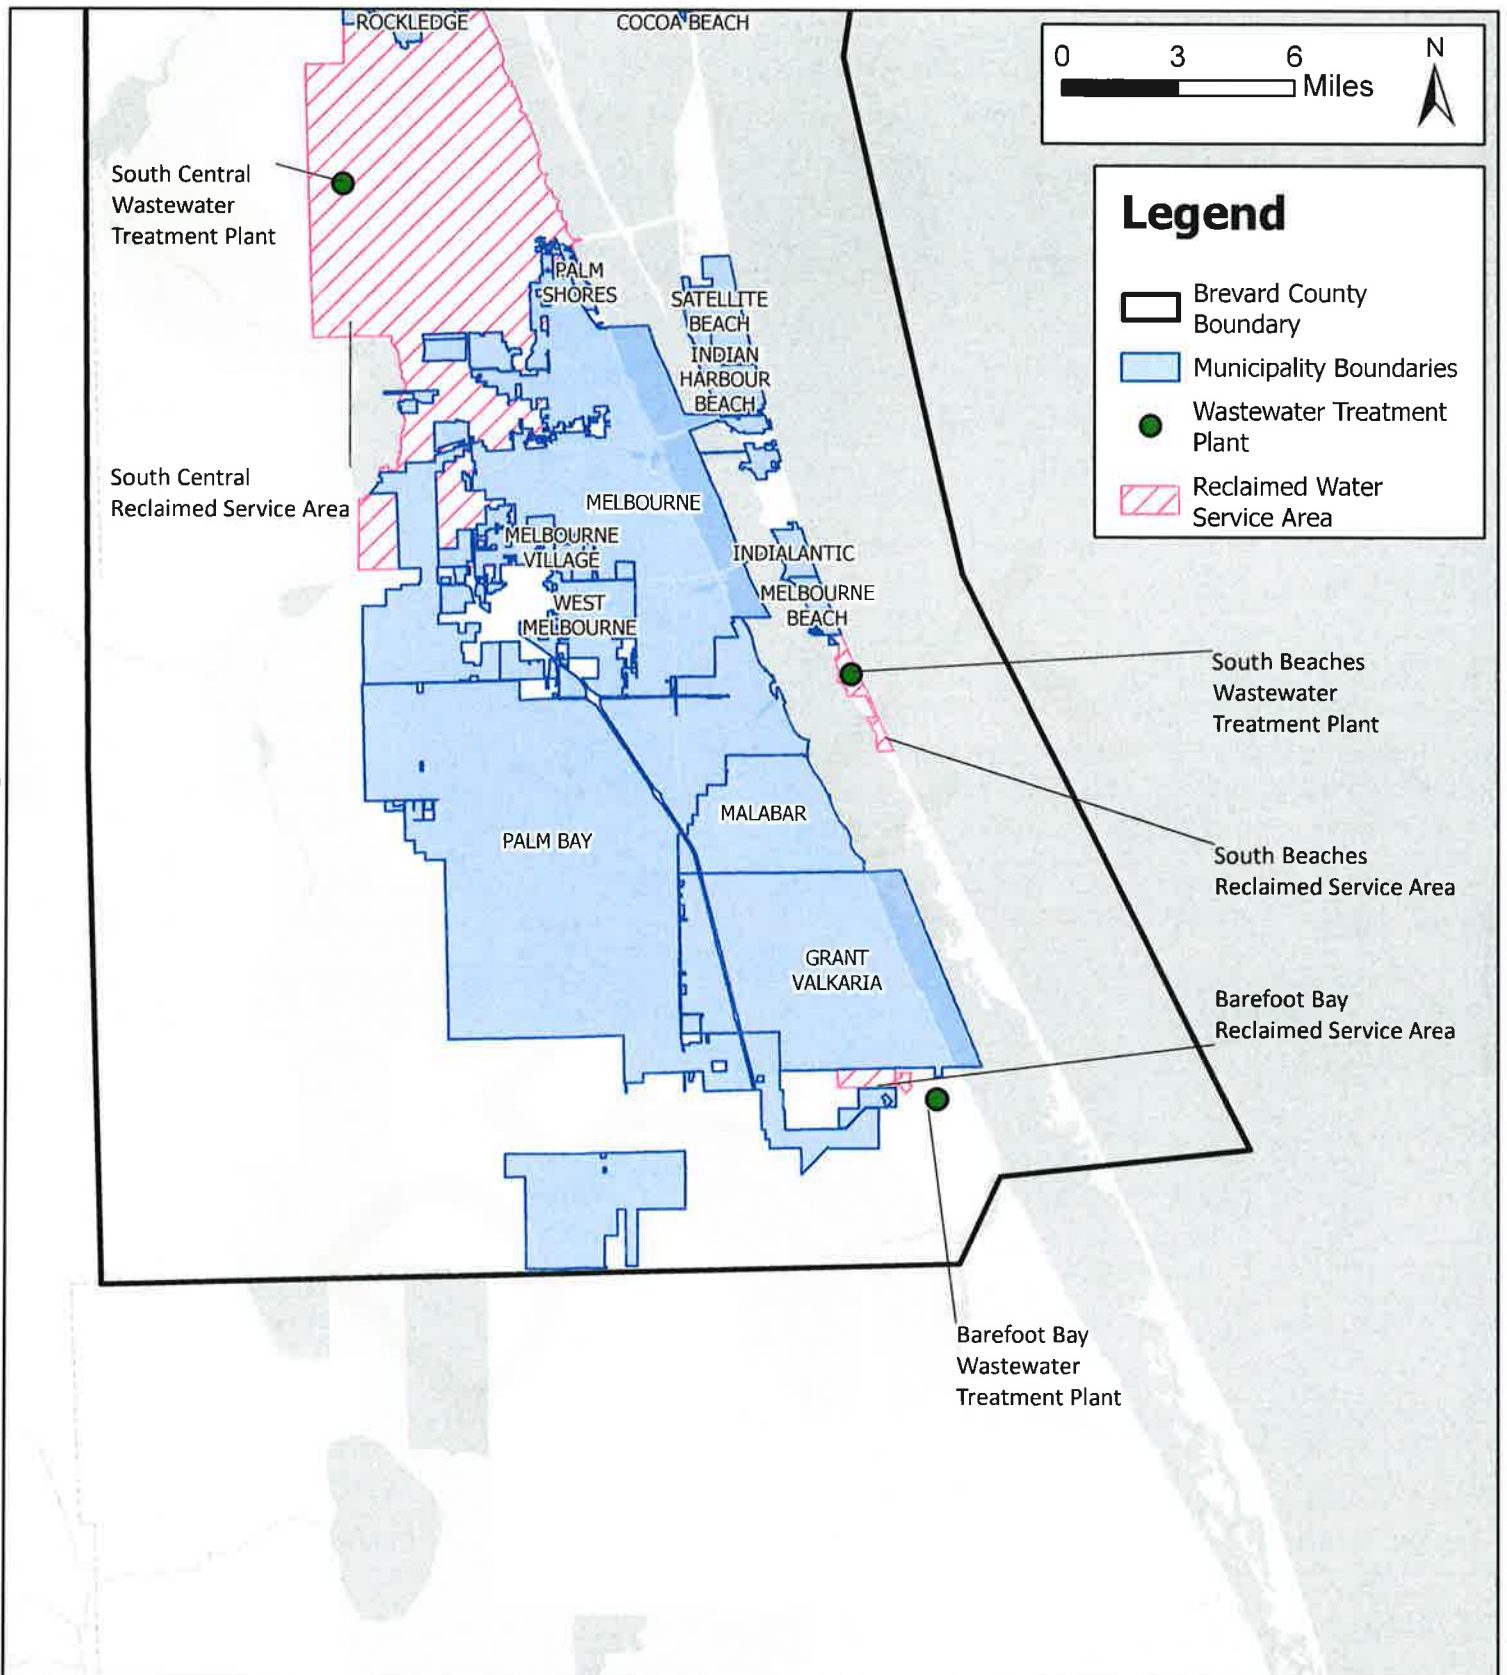 ROCKLEDGE
COCOA BEACH
0 3 6
Miles
N
South Central
Wastewater
Treatment Plant
Legend
Brevard County
Boundary
Municipality Boundaries
Wastewater Treatment
Plant
Reclaimed Water
Service Area
PALM
SHORES
SATELLITE
BEACH
INDIAN
HARBOUR
BEACH
South Central
Reclaimed Service Area
MELBOURNE
MELBOURNE
VILLAGE
INDIALANTIC
WEST
MELBOURNE
MELBOURNE
BEACH
South Beaches
Wastewater
Treatment Plant
MALABAR
PALM BAY
South Beaches
Reclaimed Service Area
GRANT
VALKARIA
Barefoot Bay
Reclaimed Service Area
Barefoot Bay
Wastewater
Treatment Plant